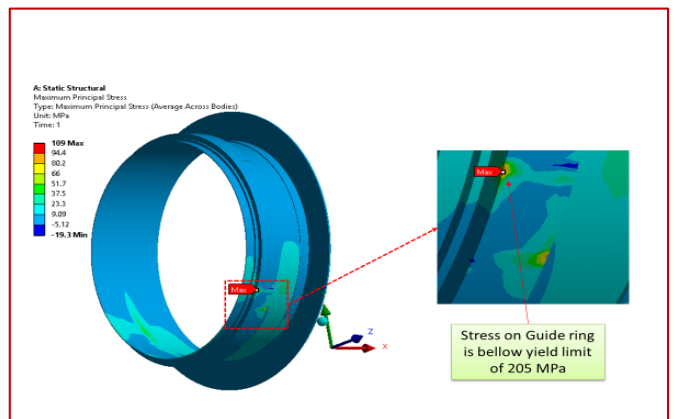 A: Static Structural
Maximum Principal Stress
Type: Maximum Principal Stress (Average Across Bodies)
Unit: MPa
Time: 1
109 Max
94.4
80.2
66
51.7
37.5
23.3
9.09
-5.12
-19.3 Min
Max
Max
Z
X
Stress on Guide ring
is bellow yield limit
of 205 MPa